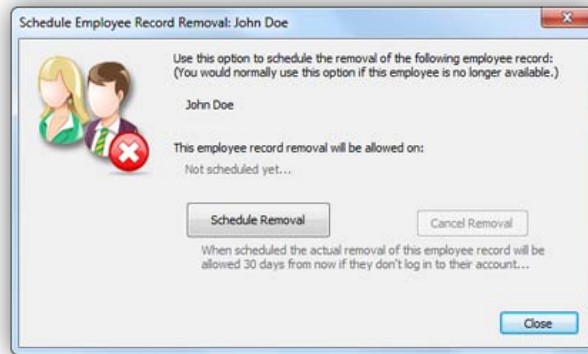 Schedule Employee Record Removal: John Doe
Use this option to schedule the removal of the following employee record:
(You would normally use this option if this employee is no longer available.)
John Doe
This employee record removal will be allowed on:
Not scheduled yet...
Schedule Removal
Cancel Removal
When scheduled the actual removal of this employee record will be
allowed 30 days from now if they don't log in to their account...
Close